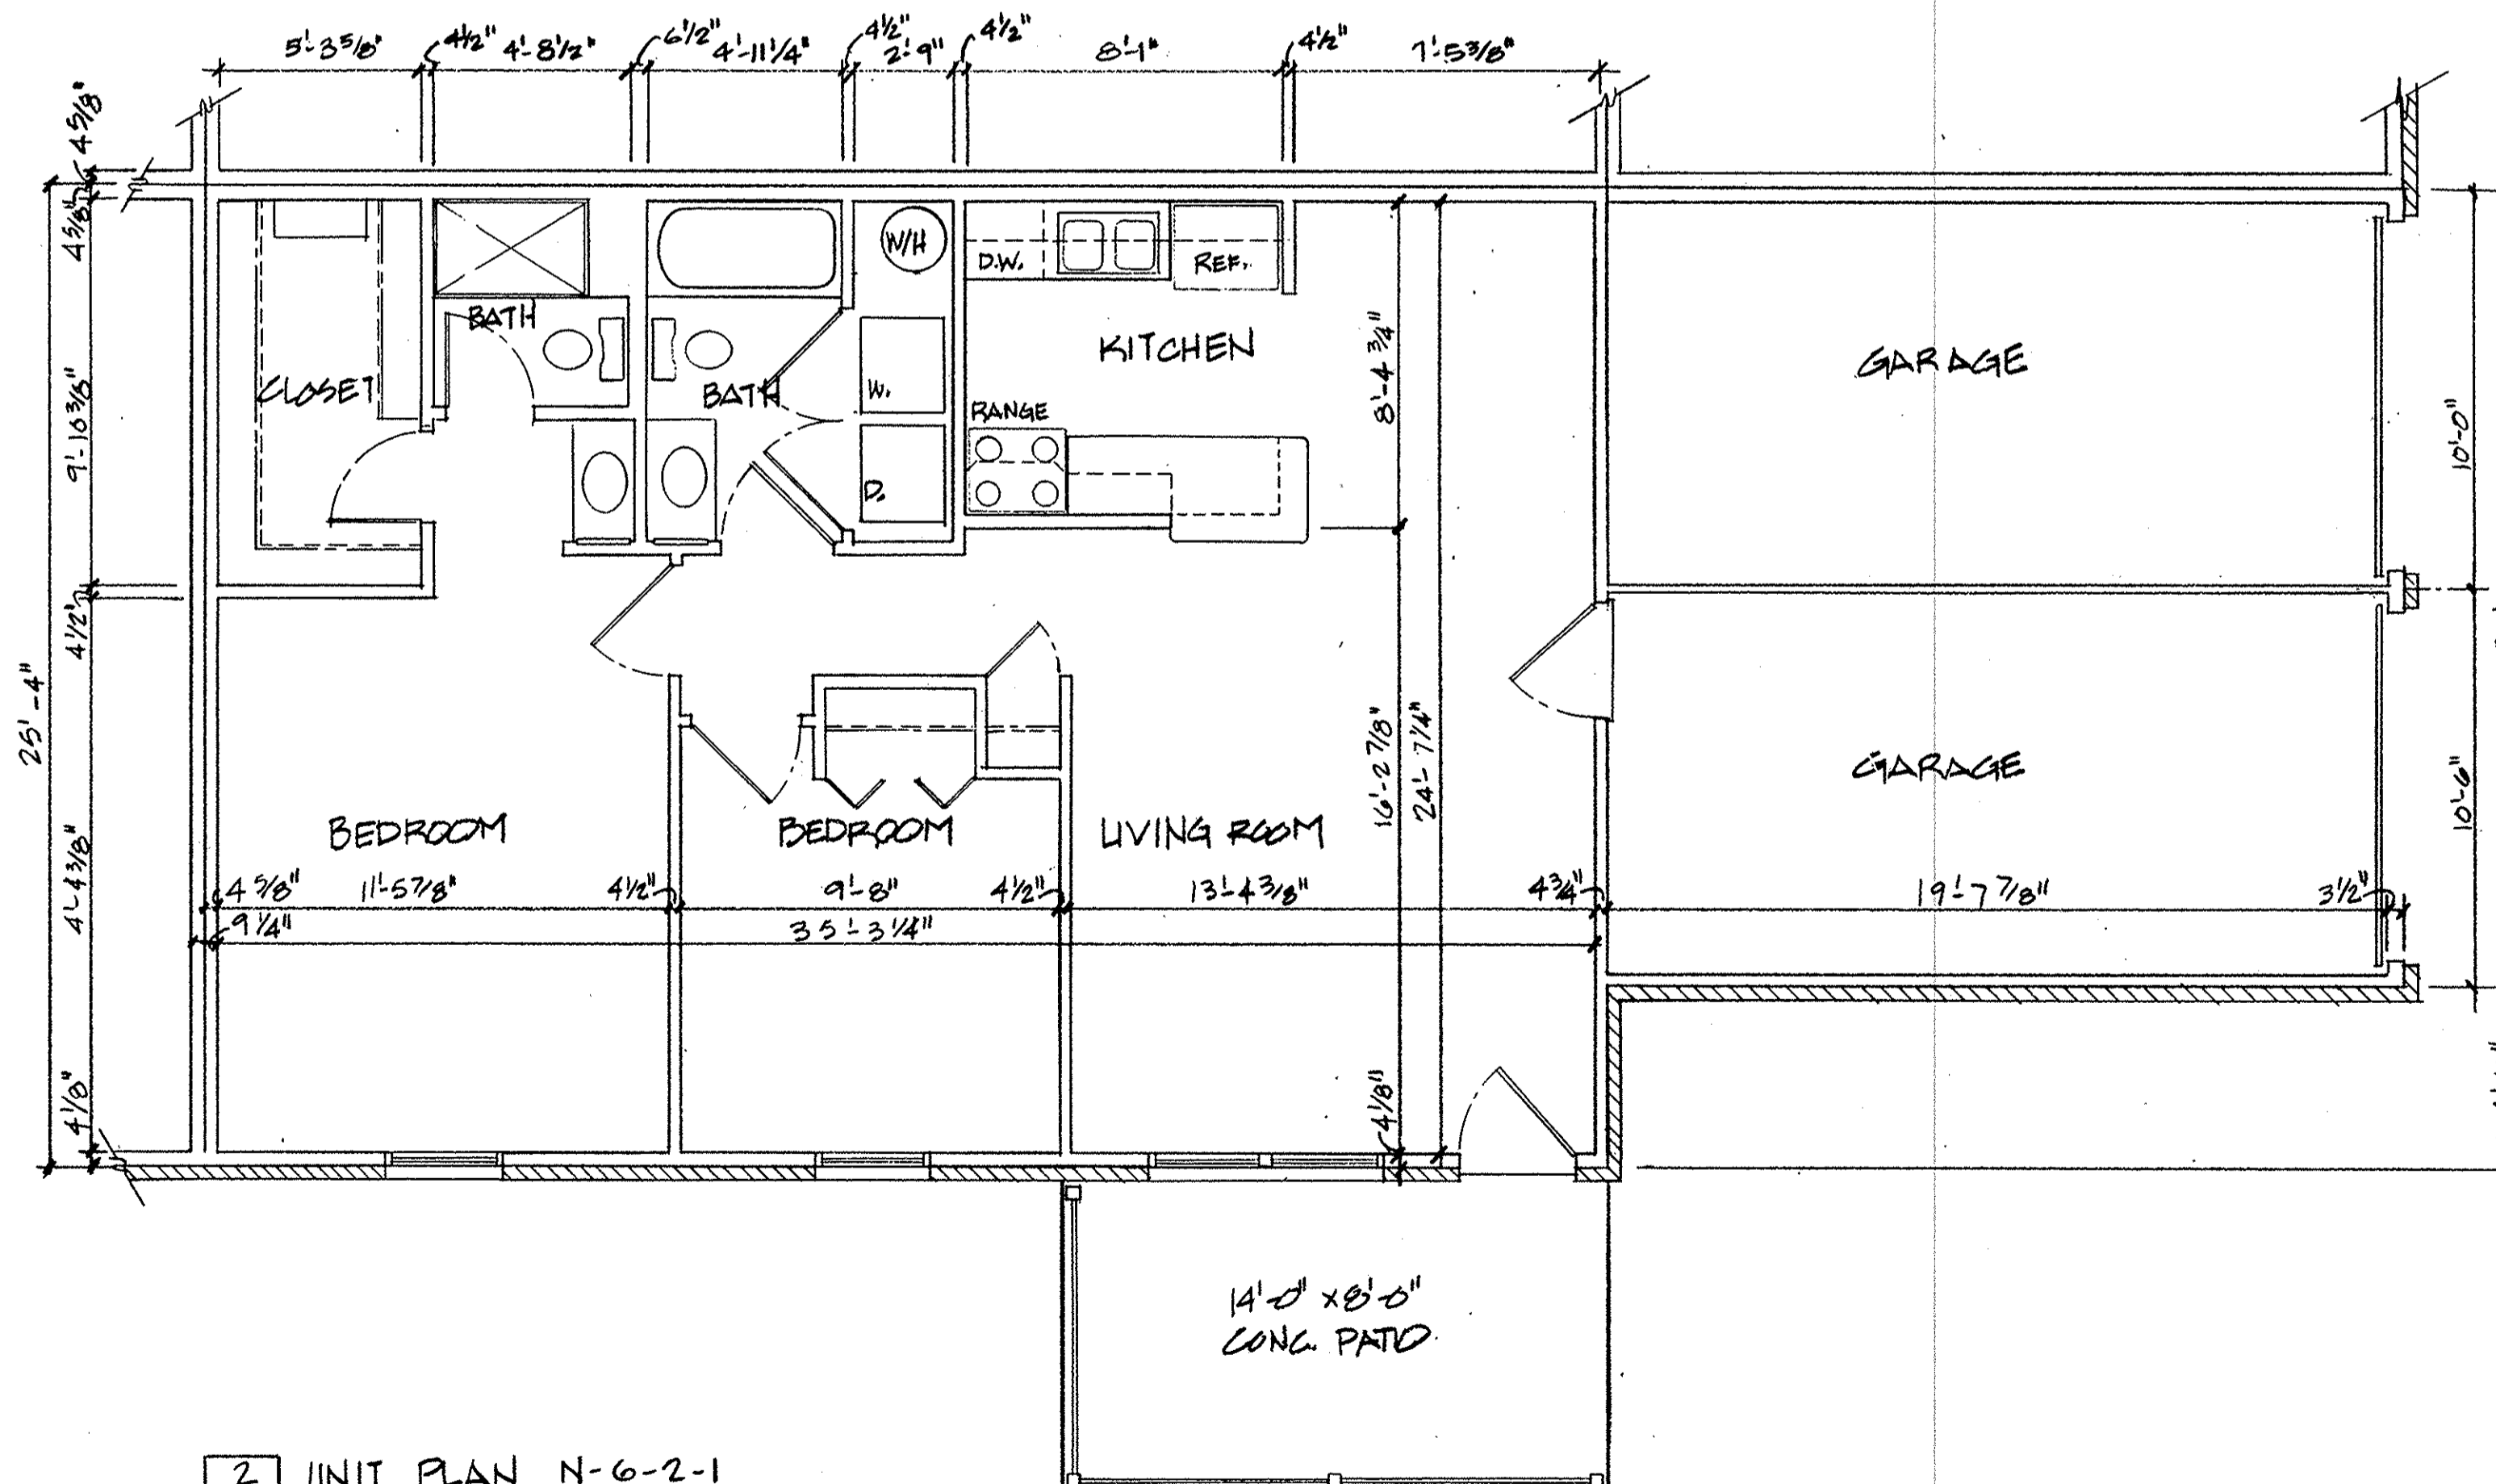 5'-3 5/8"
4 1/2"
4'-8 1/2"
6 1/2"
4'-11 1/4"
4 1/2"
2'-9"
4 1/2"
8'-1"
4 1/2"
7'-5 3/8"
4 5/8"
4 5/8"
9'-10 3/8"
4 1/2"
25'-4"
4'-4 3/8"
4 1/8"
W/H
D.W.
REF.
BATH
KITCHEN
8'-4 3/4"
GARAGE
10'-0"
CLOSET
BATH
W.
RANGE
D.
16'-2 7/8"
24'-7 1/4"
GARAGE
10'-6"
BEDROOM
BEDROOM
LIVING ROOM
4 5/8"
11'-5 7/8"
4 1/2"
9'-8"
4 1/2"
13'-4 3/8"
4 3/4"
19'-7 7/8"
3 1/2"
9 1/4"
35'-3 1/4"
4 1/8"
14'-0" x 8'-0"
CONC. PATIO
2 UNIT PLAN N-6-2-1